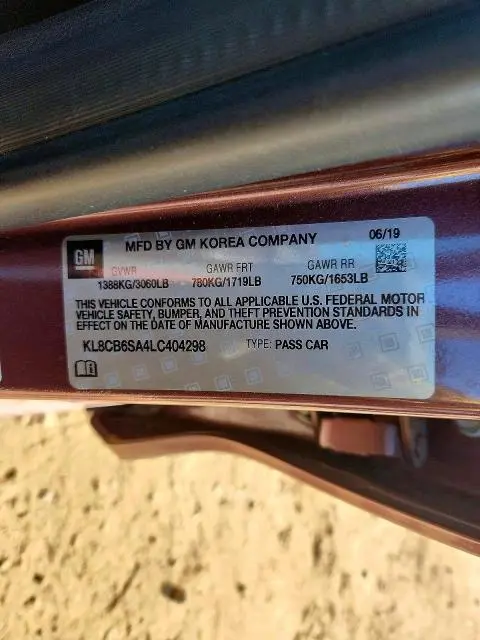 GM
MFD BY GM KOREA COMPANY
06/19
GVWR GAWR FRT GAWR RR
1388KG/3060LB 780KG/1719LB 750KG/1653LB
THIS VEHICLE CONFORMS TO ALL APPLICABLE U.S. FEDERAL MOTOR
VEHICLE SAFETY, BUMPER, AND THEFT PREVENTION STANDARDS IN
EFFECT ON THE DATE OF MANUFACTURE SHOWN ABOVE.
KL8CB6SA4LC404298 TYPE: PASS CAR